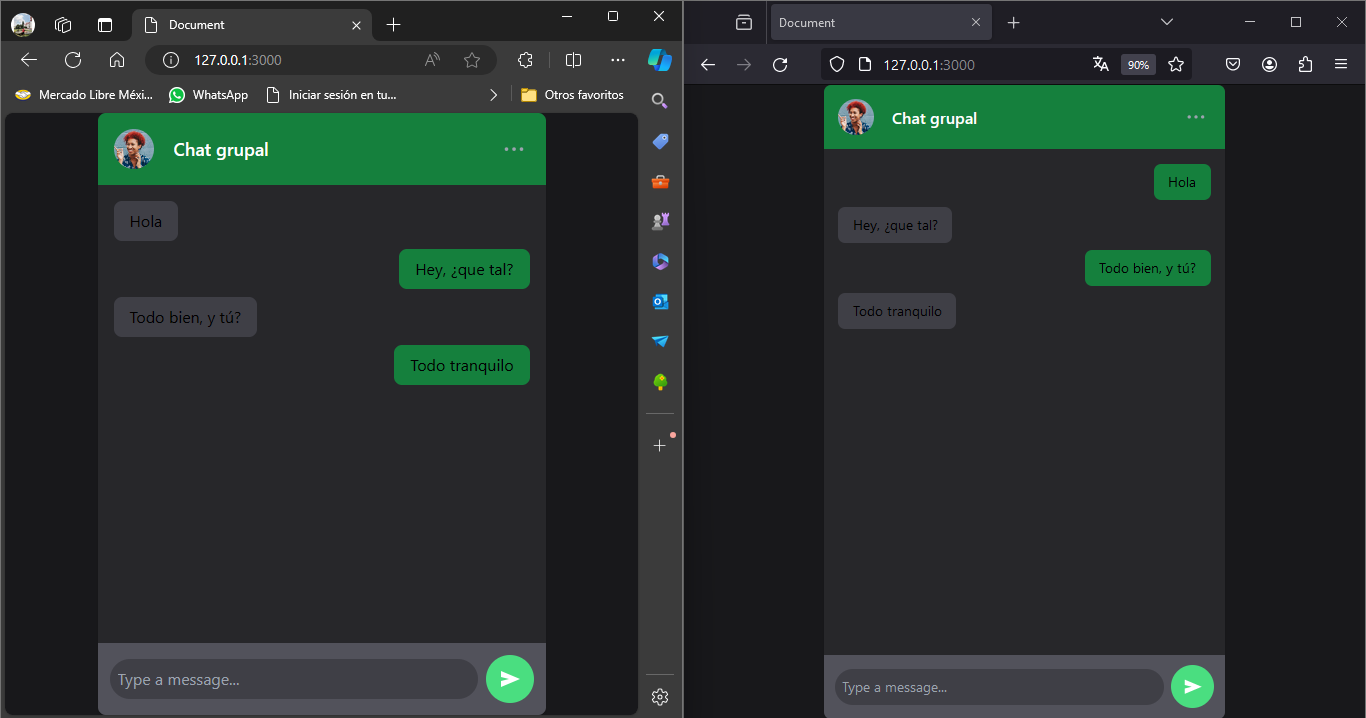 Document
127.0.0.1:3000
Mercado Libre Méxi...
WhatsApp
Iniciar sesión en tu...
Otros favoritos
Chat grupal
Hola
Hey, ¿que tal?
Todo bien, y tú?
Todo tranquilo
Type a message...
Document
127.0.0.1:3000
90%
Chat grupal
Hola
Hey, ¿que tal?
Todo bien, y tú?
Todo tranquilo
Type a message...